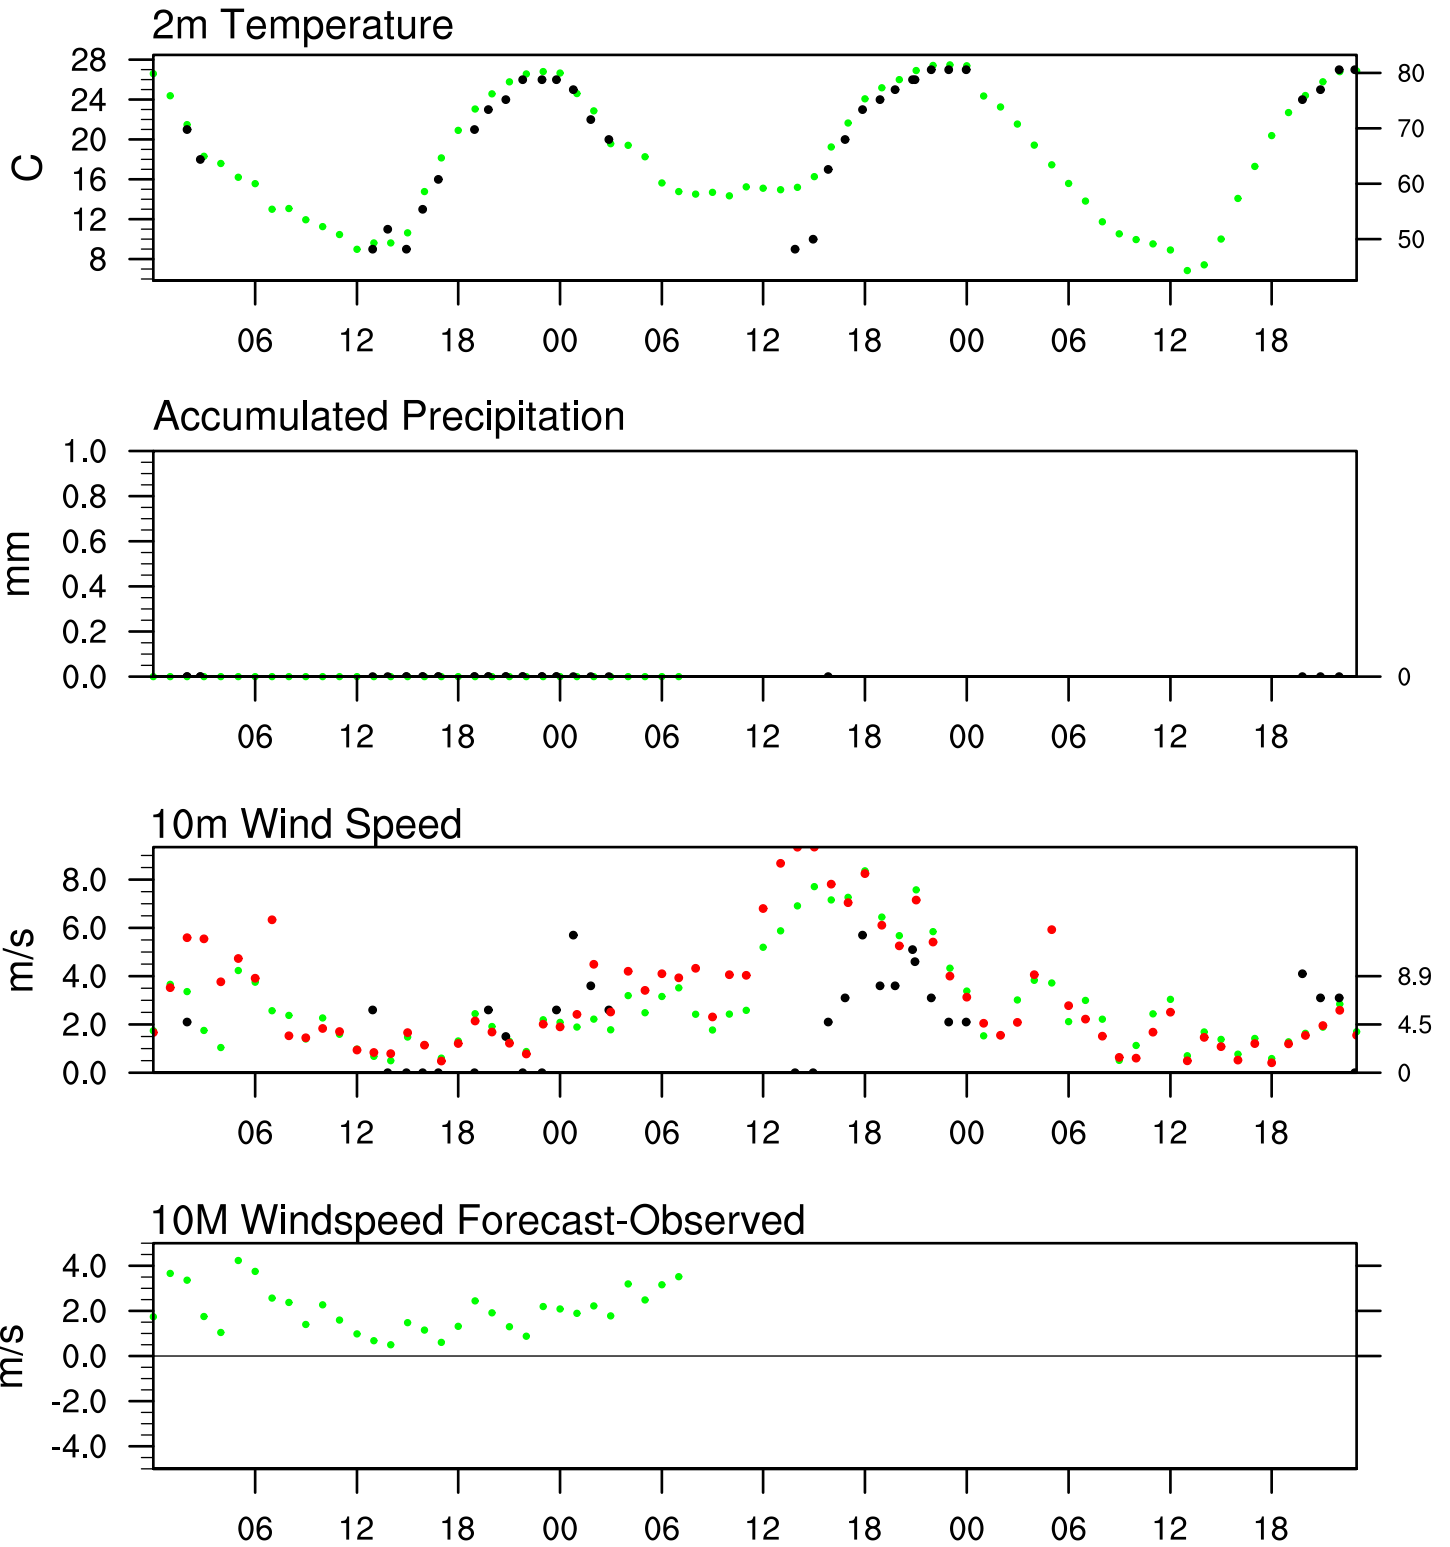 2m Temperature
28
24
20
16
12
8
C
80
70
60
50
06 12 18 00 06 12 18 00 06 12 18
Accumulated Precipitation
1.0
0.8
0.6
0.4
0.2
0.0
mm
0
06 12 18 00 06 12 18 00 06 12 18
10m Wind Speed
8.0
6.0
4.0
2.0
0.0
m/s
8.9
4.5
0
06 12 18 00 06 12 18 00 06 12 18
10M Windspeed Forecast-Observed
4.0
2.0
0.0
-2.0
-4.0
m/s
06 12 18 00 06 12 18 00 06 12 18